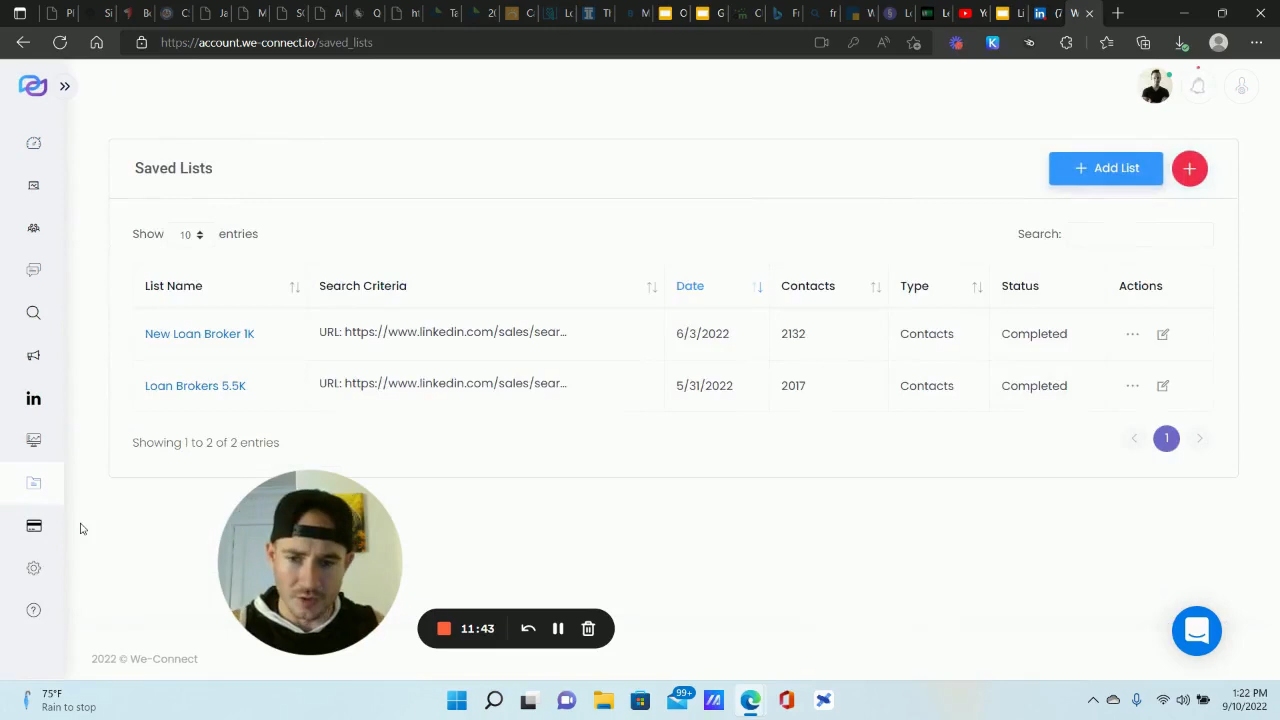 https://account.we-connect.io/saved_lists
Saved Lists
Add List
Show 10 entries
Search:
List Name
Search Criteria
Date
Contacts
Type
Status
Actions
New Loan Broker 1K
URL: https://www.linkedin.com/sales/sear...
6/3/2022
2132
Contacts
Completed
Loan Brokers 5.5K
URL: https://www.linkedin.com/sales/sear...
5/31/2022
2017
Contacts
Completed
Showing 1 to 2 of 2 entries
1
in
11:43
2022 © We-Connect
75°F
Rain to stop
99+
1:22 PM
9/10/2022